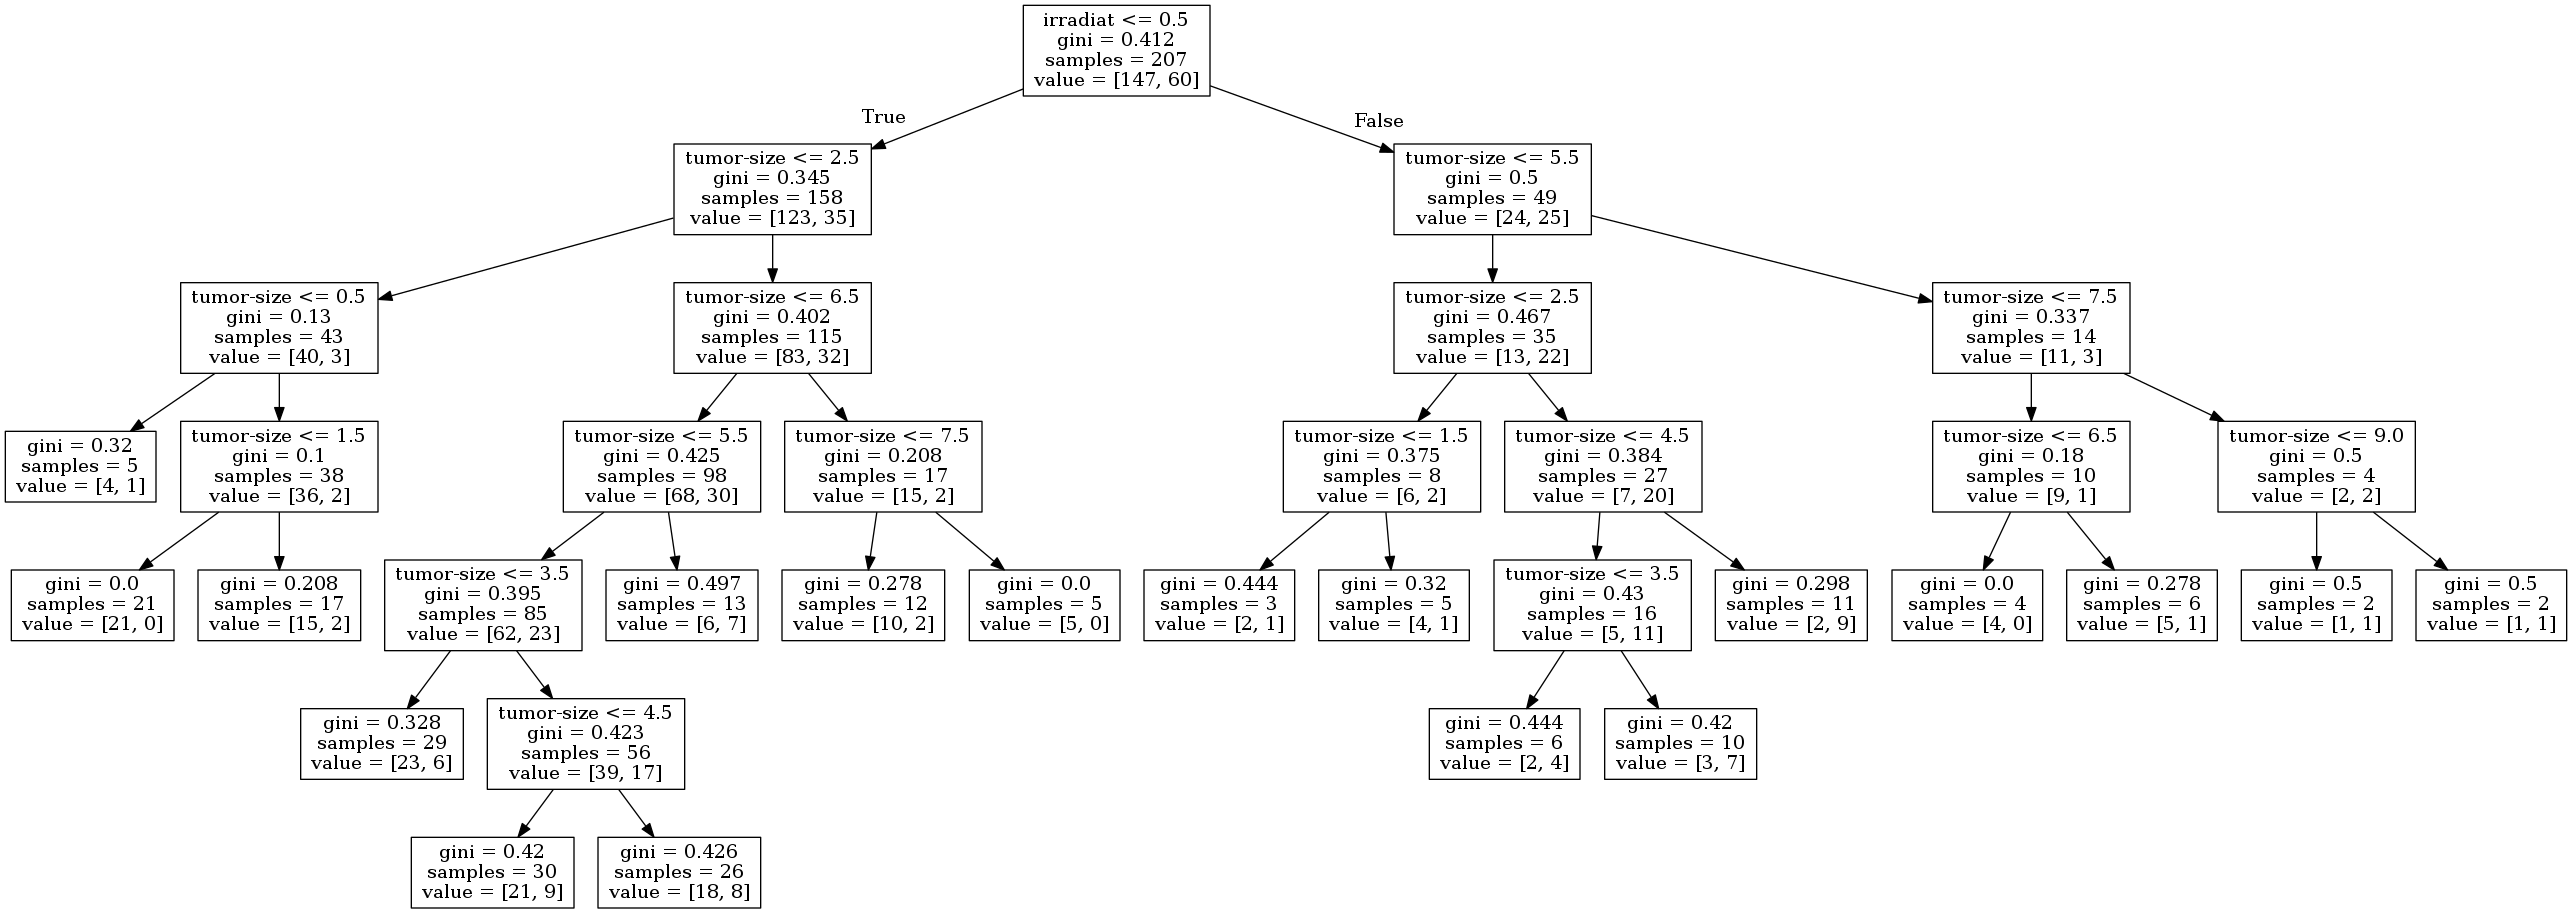 irradiat <= 0.5
gini = 0.412
samples = 207
value = [147, 60]
True
False
tumor-size <= 2.5
gini = 0.345
samples = 158
value = [123, 35]
tumor-size <= 5.5
gini = 0.5
samples = 49
value = [24, 25]
tumor-size <= 0.5
gini = 0.13
samples = 43
value = [40, 3]
tumor-size <= 6.5
gini = 0.402
samples = 115
value = [83, 32]
tumor-size <= 2.5
gini = 0.467
samples = 35
value = [13, 22]
tumor-size <= 7.5
gini = 0.337
samples = 14
value = [11, 3]
gini = 0.32
samples = 5
value = [4, 1]
tumor-size <= 1.5
gini = 0.1
samples = 38
value = [36, 2]
tumor-size <= 5.5
gini = 0.425
samples = 98
value = [68, 30]
tumor-size <= 7.5
gini = 0.208
samples = 17
value = [15, 2]
tumor-size <= 1.5
gini = 0.375
samples = 8
value = [6, 2]
tumor-size <= 4.5
gini = 0.384
samples = 27
value = [7, 20]
tumor-size <= 6.5
gini = 0.18
samples = 10
value = [9, 1]
tumor-size <= 9.0
gini = 0.5
samples = 4
value = [2, 2]
gini = 0.0
samples = 21
value = [21, 0]
gini = 0.208
samples = 17
value = [15, 2]
tumor-size <= 3.5
gini = 0.395
samples = 85
value = [62, 23]
gini = 0.497
samples = 13
value = [6, 7]
gini = 0.278
samples = 12
value = [10, 2]
gini = 0.0
samples = 5
value = [5, 0]
gini = 0.444
samples = 3
value = [2, 1]
gini = 0.32
samples = 5
value = [4, 1]
tumor-size <= 3.5
gini = 0.43
samples = 16
value = [5, 11]
gini = 0.298
samples = 11
value = [2, 9]
gini = 0.0
samples = 4
value = [4, 0]
gini = 0.278
samples = 6
value = [5, 1]
gini = 0.5
samples = 2
value = [1, 1]
gini = 0.5
samples = 2
value = [1, 1]
gini = 0.328
samples = 29
value = [23, 6]
tumor-size <= 4.5
gini = 0.423
samples = 56
value = [39, 17]
gini = 0.444
samples = 6
value = [2, 4]
gini = 0.42
samples = 10
value = [3, 7]
gini = 0.42
samples = 30
value = [21, 9]
gini = 0.426
samples = 26
value = [18, 8]